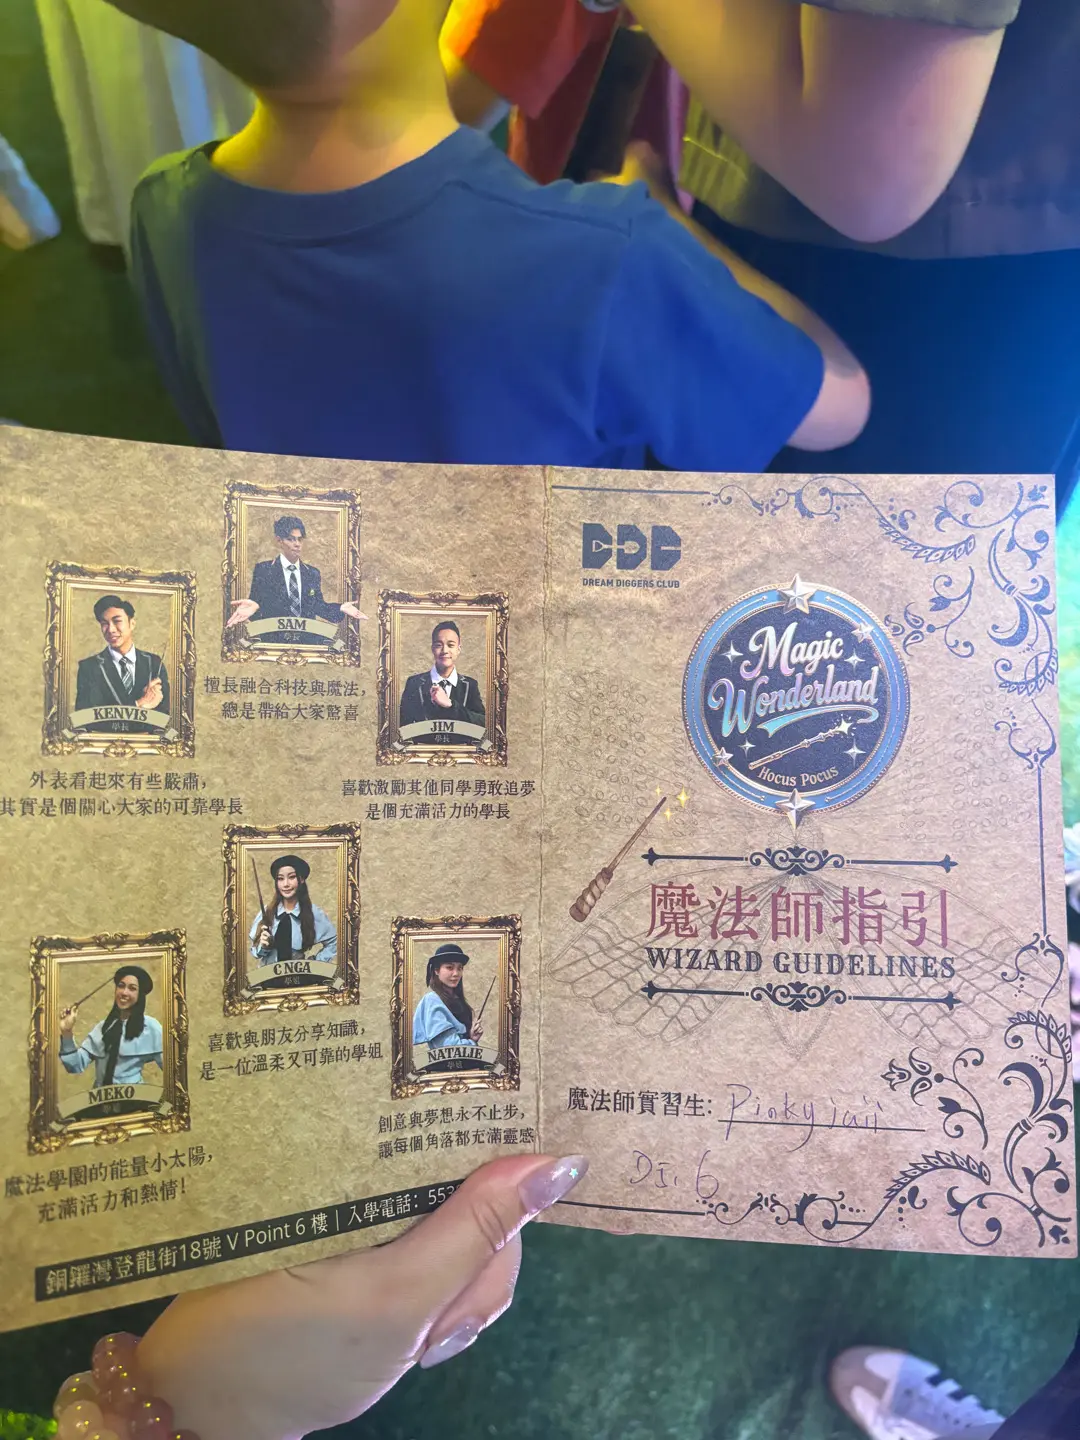 SAM
學長
擅長融合科技與魔法，
總是帶給大家驚喜
KENVIS
學長
外表看起來有些嚴肅，
其實是個關心大家的可靠學長
JIM
學長
喜歡激勵其他同學勇敢追夢
是個充滿活力的學長
C NGA
學姐
喜歡與朋友分享知識，
是一位溫柔又可靠的學姐
MEKO
魔法學園的能量小太陽，
充滿活力和熱情！
NATALIE
學姐
創意與夢想永不止步，
讓每個角落都充滿靈感
銅鑼灣登龍街18號 V Point 6 樓 | 入學電話： 553
DDD
DREAM DIGGERS CLUB
Magic
Wonderland
Hocus Pocus
魔法師指引
WIZARD GUIDELINES
魔法師實習生：